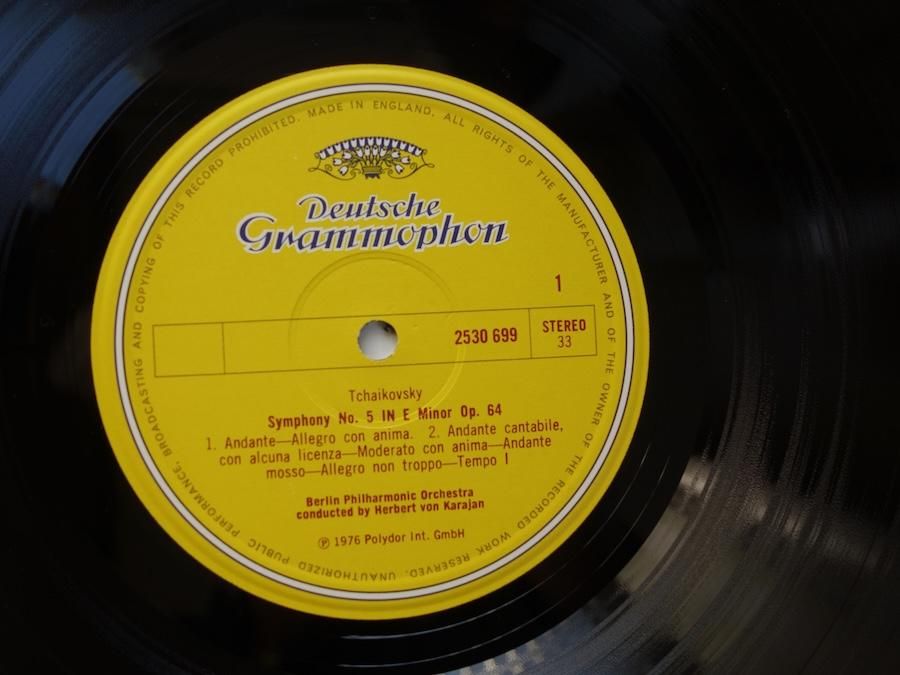 Deutsche
Grammophon
1
2530 699
STEREO
33
Tchaikovsky
Symphony No. 5 IN E Minor Op. 64
1. Andante—Allegro con anima. 2. Andante cantabile,
con alcuna licenza—Moderato con anima—Andante
mosso—Allegro non troppo—Tempo I
Berlin Philharmonic Orchestra
conducted by Herbert von Karajan
℗ 1976 Polydor Int. GmbH
MADE IN ENGLAND. ALL RIGHTS OF THE MANUFACTURER AND OF THE OWNER OF THE RECORDED WORK RESERVED. UNAUTHORIZED PUBLIC PERFORMANCE, BROADCASTING AND COPYING OF THIS RECORD PROHIBITED.